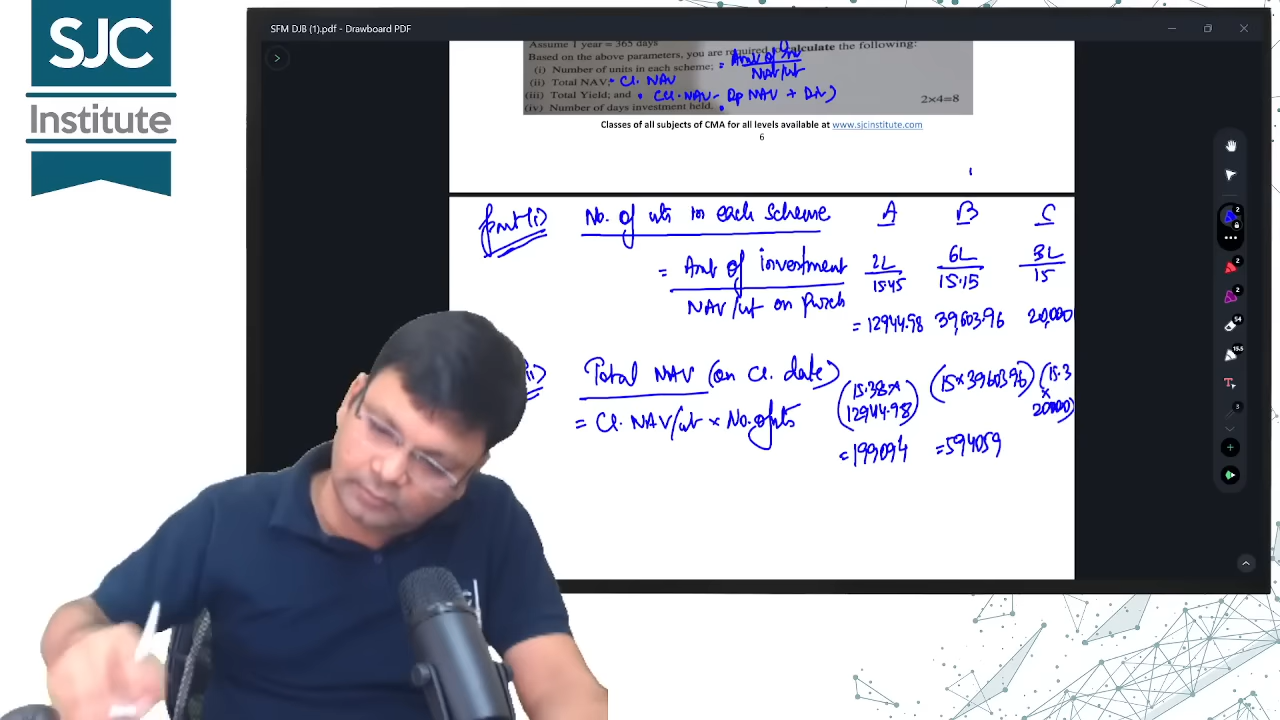 SJC
Institute
SFM DJB (1).pdf - Drawboard PDF
Assume 1 year = 365 days
Based on the above parameters, you are required to calculate the following:
(i) Number of units in each scheme;
= Amt of Inv / NAV/ut
(ii) Total NAV; Cl. NAV
(iii) Total Yield; and Cl. NAV - Op NAV + Div)
(iv) Number of days investment held.
2×4=8
Classes of all subjects of CMA for all levels available at www.sjcinstitute.com
6
Part (i) No. of uts in each scheme A B C
= Amt of investment / NAV/ut on Purch 2L/15.45 6L/15.15 3L/15
= 12944.98 39,603.96 20,000
Total NAV (on Cl. date) (15.38 × 12944.98) (15 × 39603.96) (15.3 × 20000)
= Cl. NAV/ut × No. of uts
= 199094 = 594059